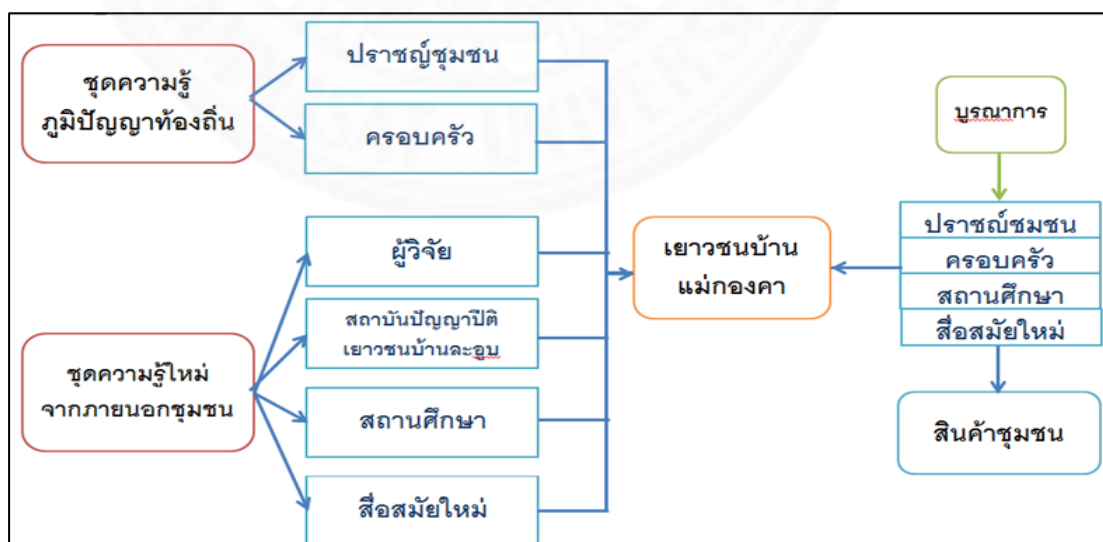 ชุดความรู้
ภูมิปัญญาท้องถิ่น
ปราชญ์ชุมชน
ครอบครัว
ชุดความรู้ใหม่
จากภายนอกชุมชน
ผู้วิจัย
สถาบันปัญญาปีติ
เยาวชนบ้านละอูบ
สถานศึกษา
สื่อสมัยใหม่
เยาวชนบ้าน
แม่กองคา
บูรณาการ
ปราชญ์ชมชน
ครอบครัว
สถานศึกษา
สื่อสมัยใหม่
สินค้าชุมชน
UNIVERS